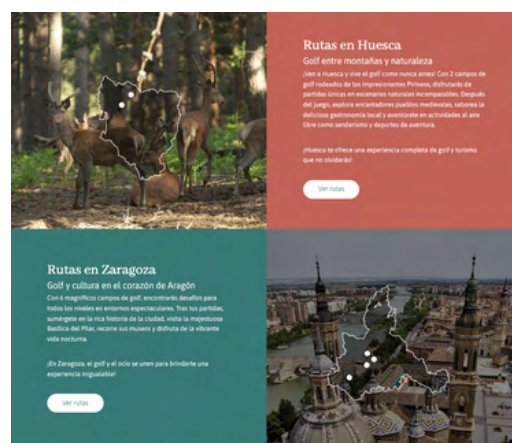 Rutas en Huesca
Golf entre montañas y naturaleza
¡Ven a Huesca y vive el golf como nunca antes! Con 2 campos de
golf rodeados de los impresionantes Pirineos, disfrutarás de
partidas únicas en escenarios naturales incomparables. Después
del juego, explora encantadores pueblos medievales, saborea la
deliciosa gastronomía local y aventúrate en actividades al aire
libre como senderismo y deportes de aventura.
¡Huesca te ofrece una experiencia completa de golf y turismo
que no olvidarás!
Ver rutas
Rutas en Zaragoza
Golf y cultura en el corazón de Aragón
Con 6 magníficos campos de golf, encontrarás desafíos para
todos los niveles en entornos espectaculares. Tras tus partidas,
sumérgete en la rica historia de la ciudad, visita la majestuosa
Basílica del Pilar, recorre sus museos y disfruta de la vibrante
vida nocturna.
¡En Zaragoza, el golf y el ocio se unen para brindarte una
experiencia inigualable!
Ver rutas